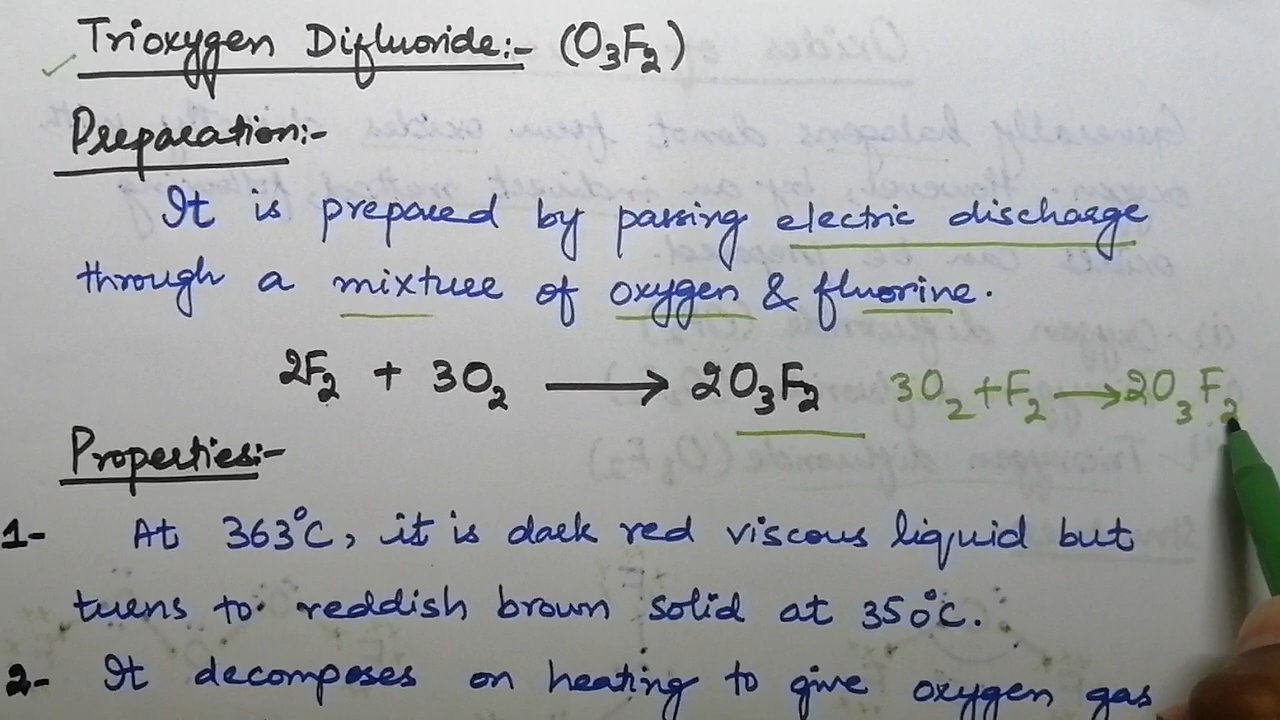 Trioxygen Difluoride:- (O₃F₂)
Preparation:-
It is prepared by passing electric discharge
through a mixture of oxygen & fluorine.
2F₂ + 3O₂ ⟶ 2O₃F₂ 3O₂+F₂⟶2O₃F₂
Properties:-
1- At 363°C, it is dark red viscous liquid but
turns to reddish brown solid at 350°C.
2- It decomposes on heating to give oxygen gas